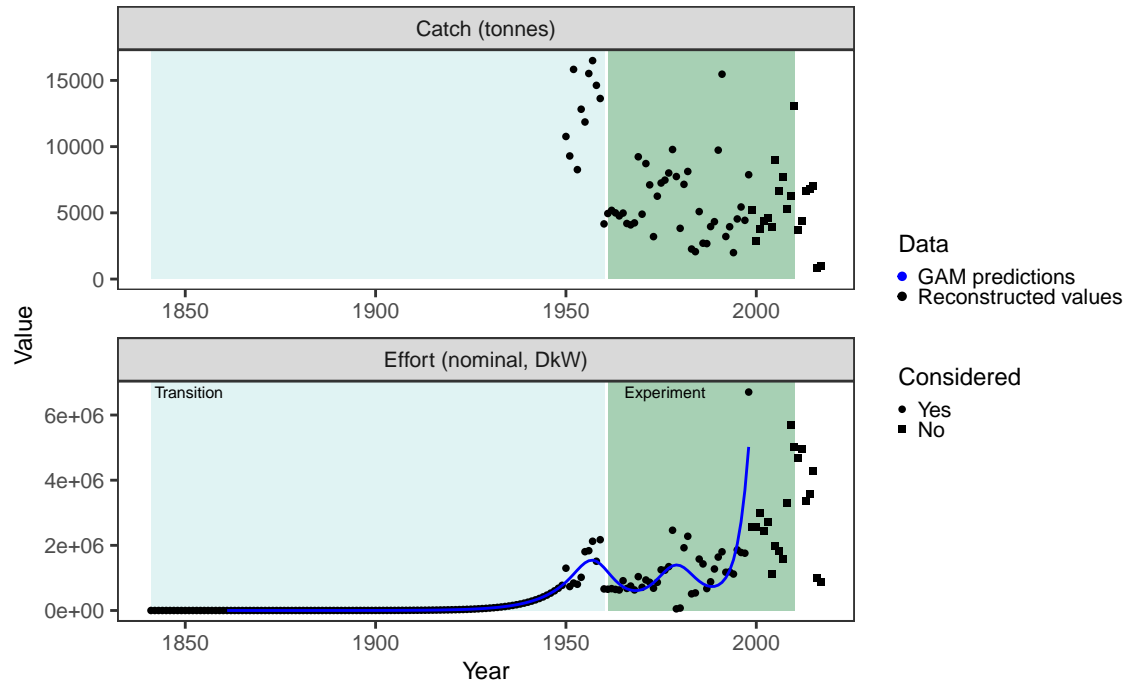 Catch (tonnes)
15000
10000
5000
0
1850
1900
1950
2000
Value
Effort (nominal, DkW)
Transition
Experiment
6e+06
4e+06
2e+06
0e+00
1850
1900
1950
2000
Year
Data
GAM predictions
Reconstructed values
Considered
Yes
No